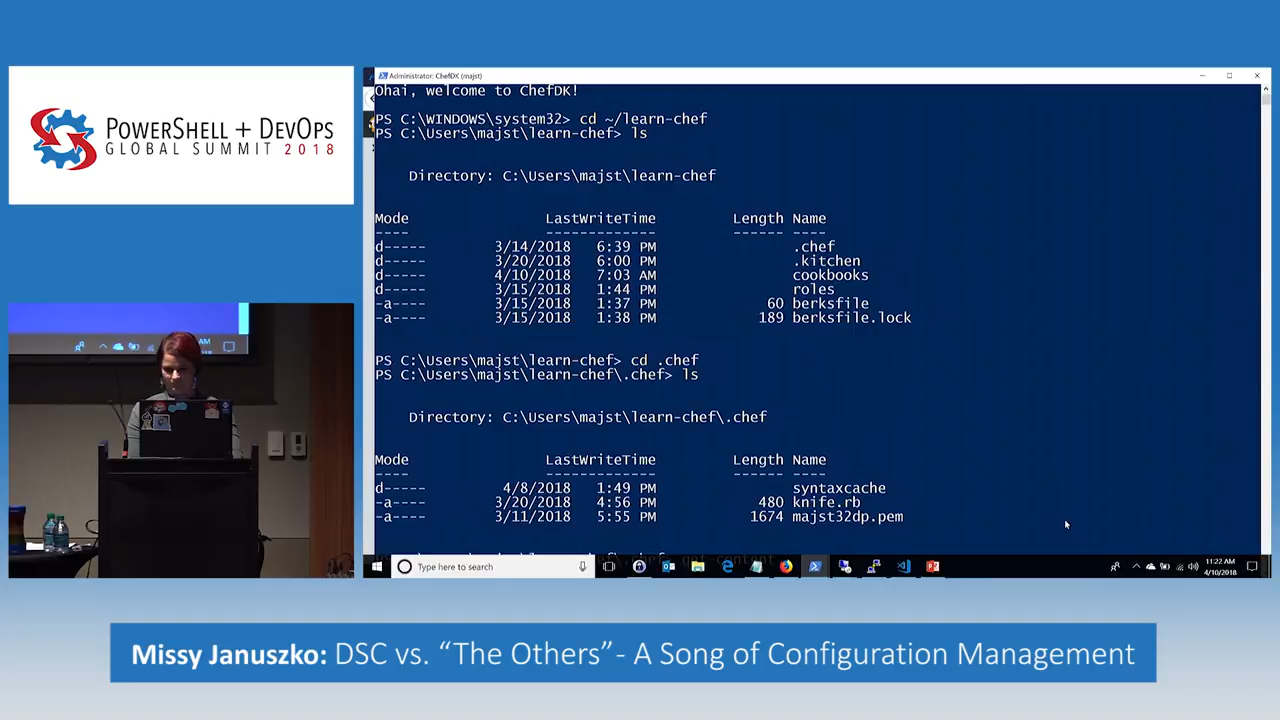 POWERSHELL + DEVOPS
GLOBAL SUMMIT 2018
Administrator: ChefDK (majst)
Ohai, welcome to ChefDK!
PS C:\WINDOWS\system32> cd ~/learn-chef
PS C:\Users\majst\learn-chef> ls
Directory: C:\Users\majst\learn-chef
Mode LastWriteTime Length Name
---- ------------- ------ ----
d----- 3/14/2018 6:39 PM .chef
d----- 3/20/2018 6:00 PM .kitchen
d----- 4/10/2018 7:03 AM cookbooks
d----- 3/15/2018 1:44 PM roles
-a---- 3/15/2018 1:37 PM 60 berksfile
-a---- 3/15/2018 1:38 PM 189 berksfile.lock
PS C:\Users\majst\learn-chef> cd .chef
PS C:\Users\majst\learn-chef\.chef> ls
Directory: C:\Users\majst\learn-chef\.chef
Mode LastWriteTime Length Name
---- ------------- ------ ----
d----- 4/8/2018 1:49 PM syntaxcache
-a---- 3/20/2018 4:56 PM 480 knife.rb
-a---- 3/11/2018 5:55 PM 1674 majst32dp.pem
Type here to search
11:22 AM
4/10/2018
Missy Januszko: DSC vs. “The Others”- A Song of Configuration Management